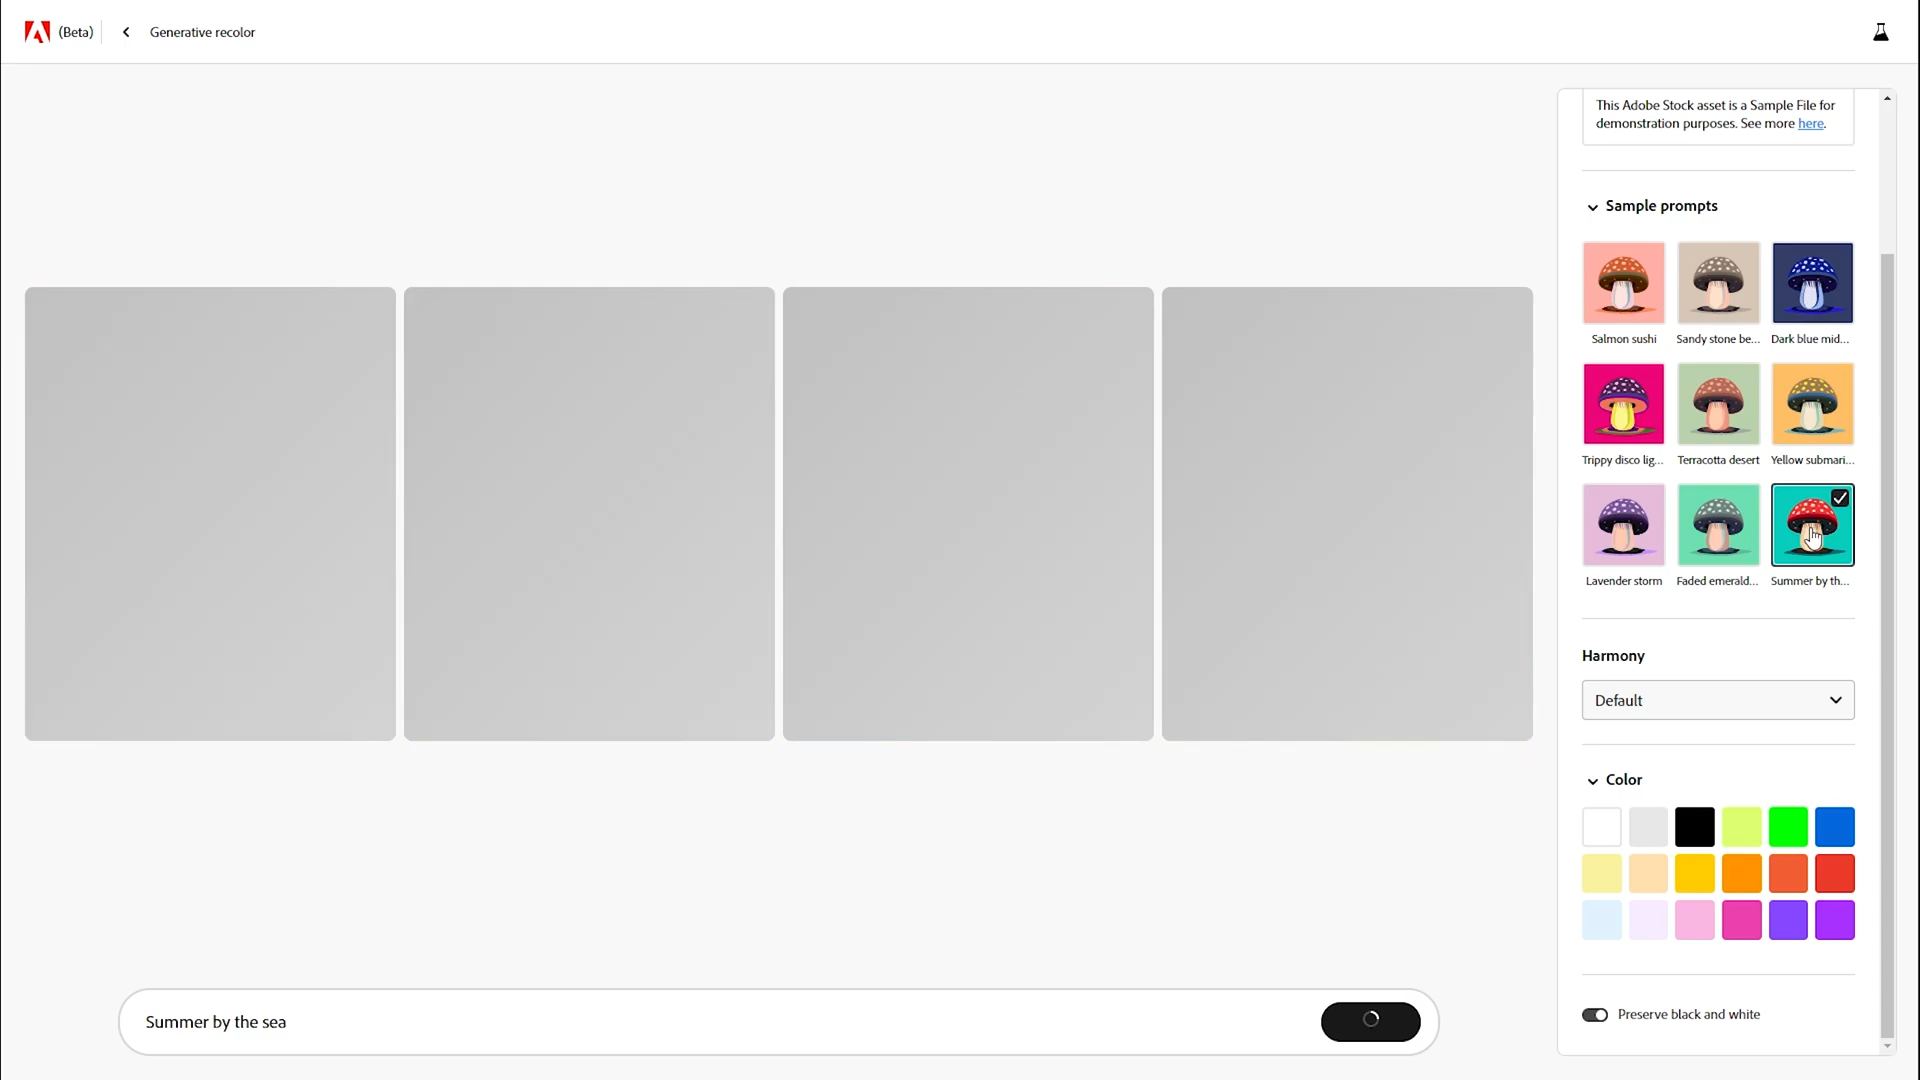 (Beta)
Generative recolor
This Adobe Stock asset is a Sample File for
demonstration purposes. See more here.
Sample prompts
Salmon sushi
Sandy stone be...
Dark blue mid...
Trippy disco lig...
Terracotta desert
Yellow submari...
Lavender storm
Faded emerald...
Summer by th...
Harmony
Default
Color
Preserve black and white
Summer by the sea